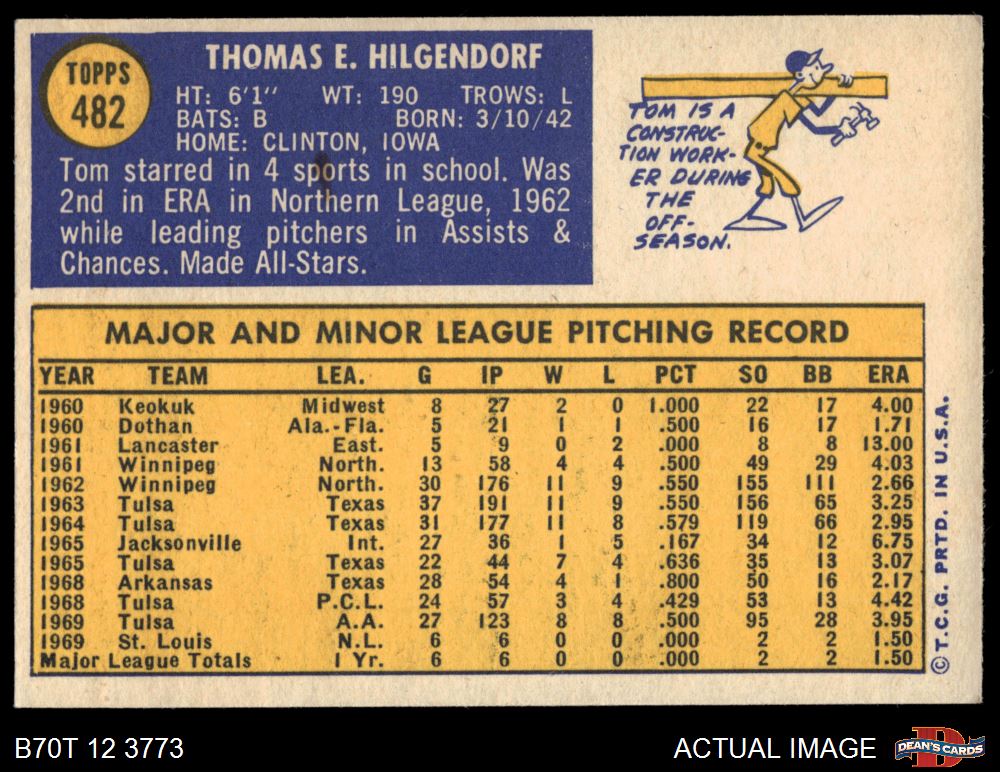 TOPPS
482
THOMAS E. HILGENDORF
HT: 6'1" WT: 190 TROWS: L
BATS: B BORN: 3/10/42
HOME: CLINTON, IOWA
Tom starred in 4 sports in school. Was
2nd in ERA in Northern League, 1962
while leading pitchers in Assists &
Chances. Made All-Stars.
TOM IS A
CONSTRUC-
TION WORK-
ER DURING
THE
OFF-
SEASON.
MAJOR AND MINOR LEAGUE PITCHING RECORD
YEAR TEAM LEA. G IP W L PCT SO BB ERA
1960 Keokuk Midwest 8 27 2 0 1.000 22 17 4.00
1960 Dothan Ala.-Fla. 5 21 1 1 .500 16 17 1.71
1961 Lancaster East. 5 9 0 2 .000 8 8 13.00
1961 Winnipeg North. 13 58 4 4 .500 49 29 4.03
1962 Winnipeg North. 30 176 11 9 .550 155 111 2.66
1963 Tulsa Texas 37 191 11 9 .550 156 65 3.25
1964 Tulsa Texas 31 177 11 8 .579 119 66 2.95
1965 Jacksonville Int. 27 36 1 5 .167 34 12 6.75
1965 Tulsa Texas 22 44 7 4 .636 35 13 3.07
1968 Arkansas Texas 28 54 4 1 .800 50 16 2.17
1968 Tulsa P.C.L. 24 57 3 4 .429 53 13 4.42
1969 Tulsa A.A. 27 123 8 8 .500 95 28 3.95
1969 St. Louis N.L. 6 6 0 0 .000 2 2 1.50
Major League Totals 1 Yr. 6 6 0 0 .000 2 2 1.50
© T.C.G. PRTD. IN U.S.A.
B70T 12 3773
ACTUAL IMAGE
D
DEAN'S CARDS